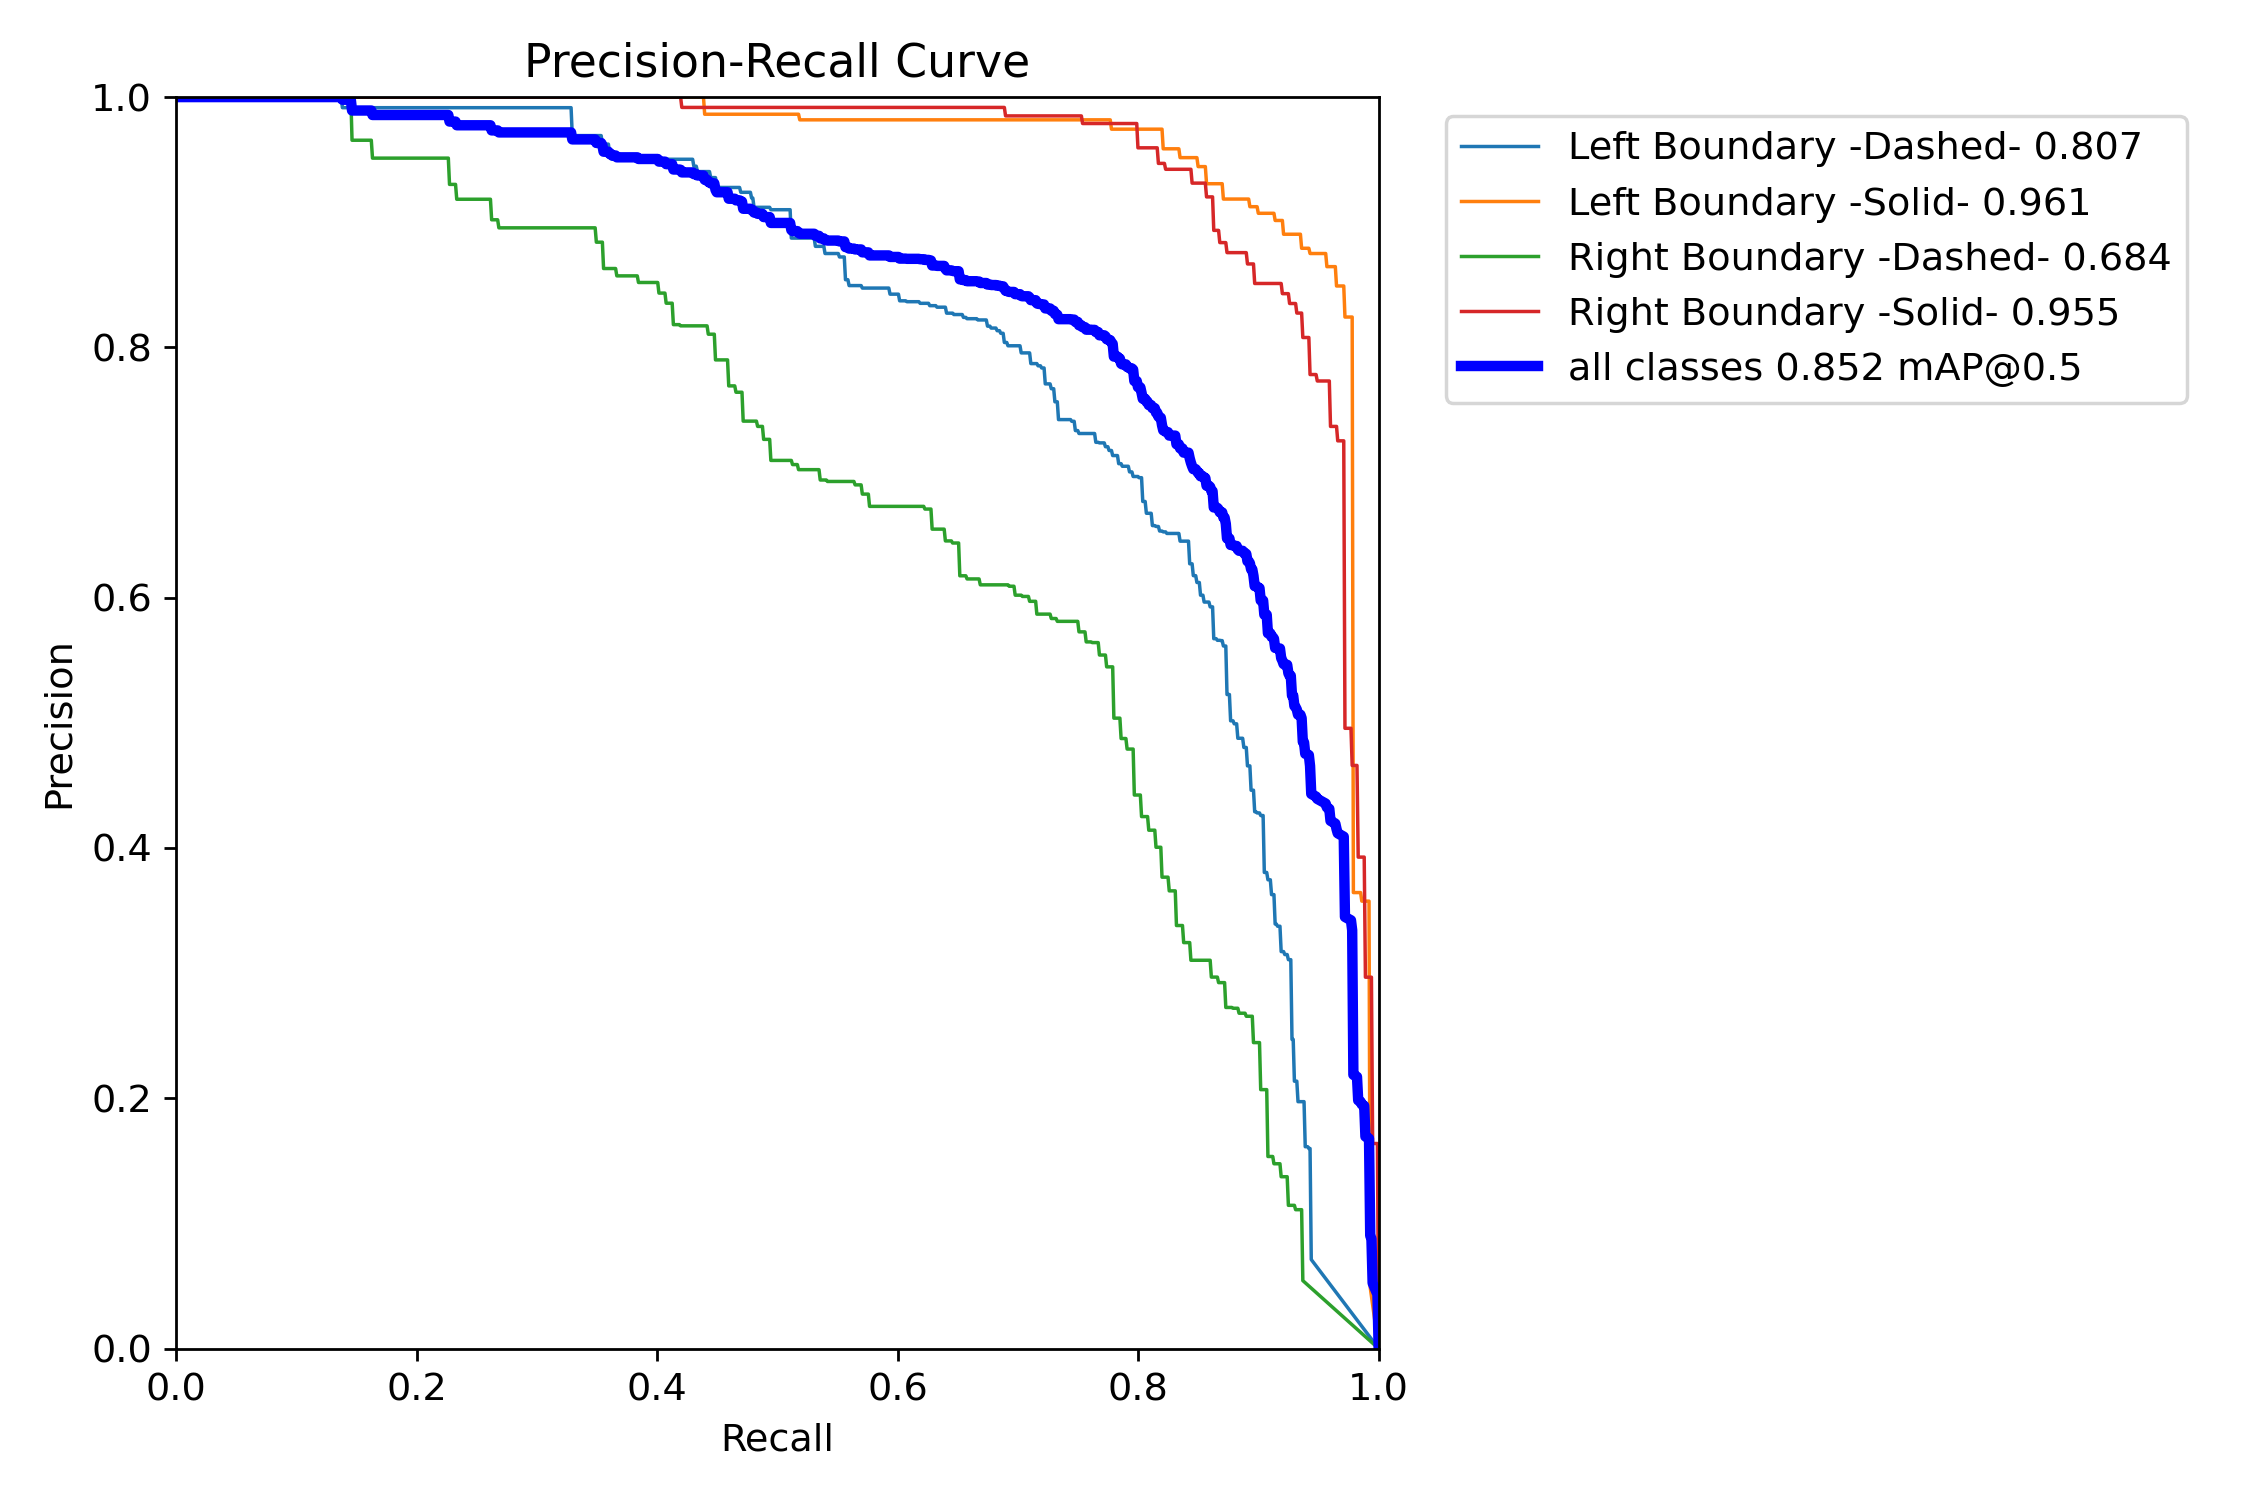 Precision-Recall Curve
1.0
0.8
0.6
0.4
0.2
0.0
Precision
0.0 0.2 0.4 0.6 0.8 1.0
Recall
Left Boundary -Dashed- 0.807
Left Boundary -Solid- 0.961
Right Boundary -Dashed- 0.684
Right Boundary -Solid- 0.955
all classes 0.852 mAP@0.5